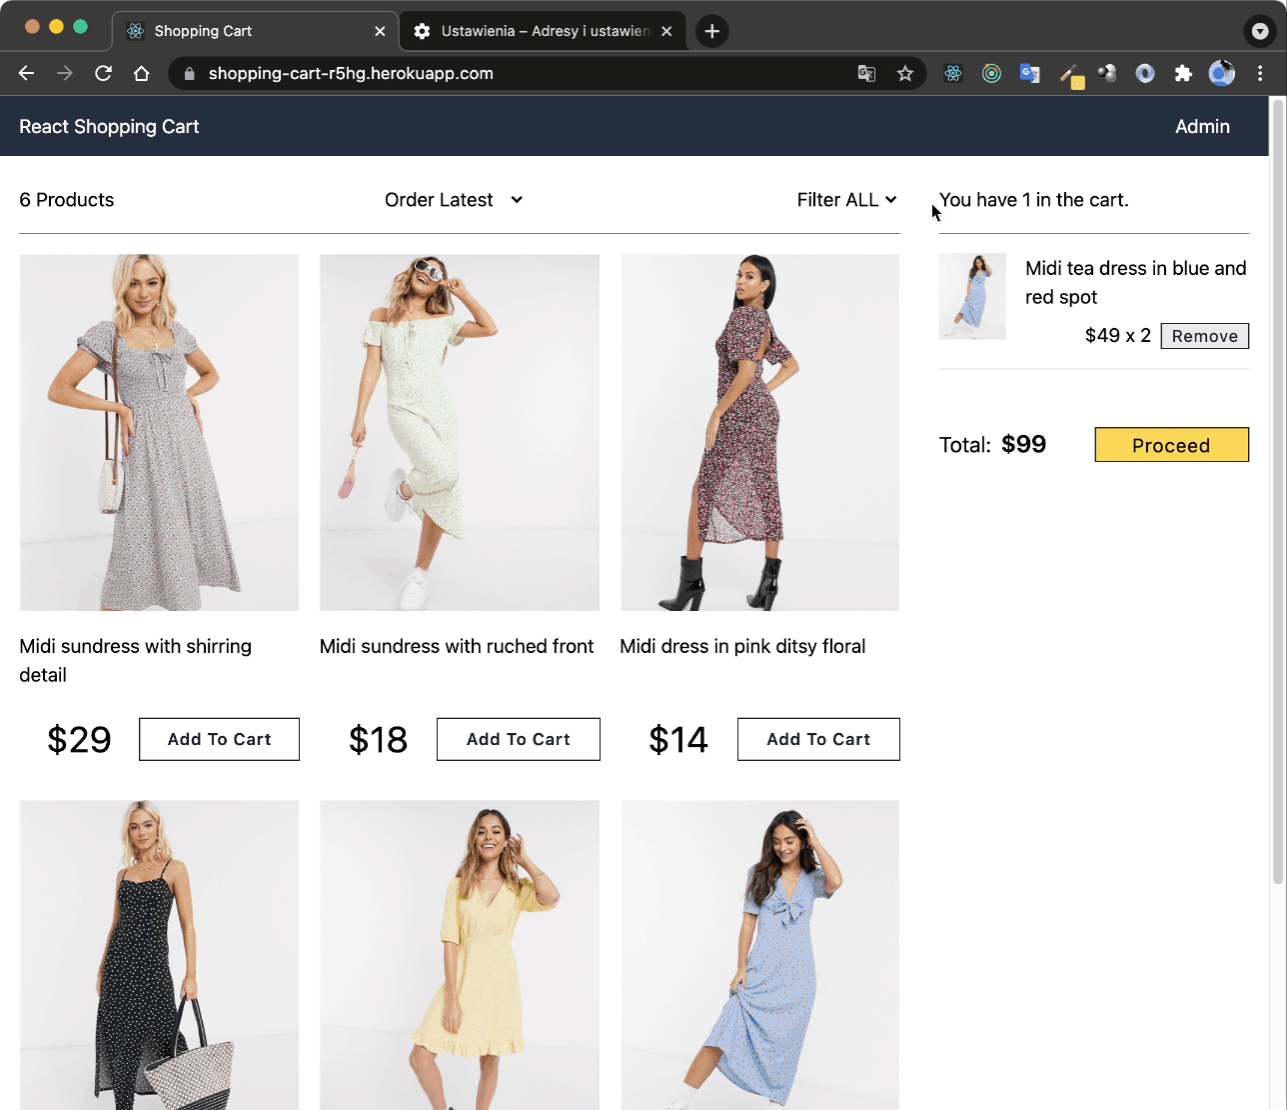 Shopping Cart
Ustawienia – Adresy i ustawien
shopping-cart-r5hg.herokuapp.com
React Shopping Cart
Admin
6 Products
Order Latest
Filter ALL
You have 1 in the cart.
Midi tea dress in blue and
red spot
$49 x 2
Remove
Total: $99
Proceed
Midi sundress with shirring
detail
$29
Add To Cart
Midi sundress with ruched front
$18
Add To Cart
Midi dress in pink ditsy floral
$14
Add To Cart